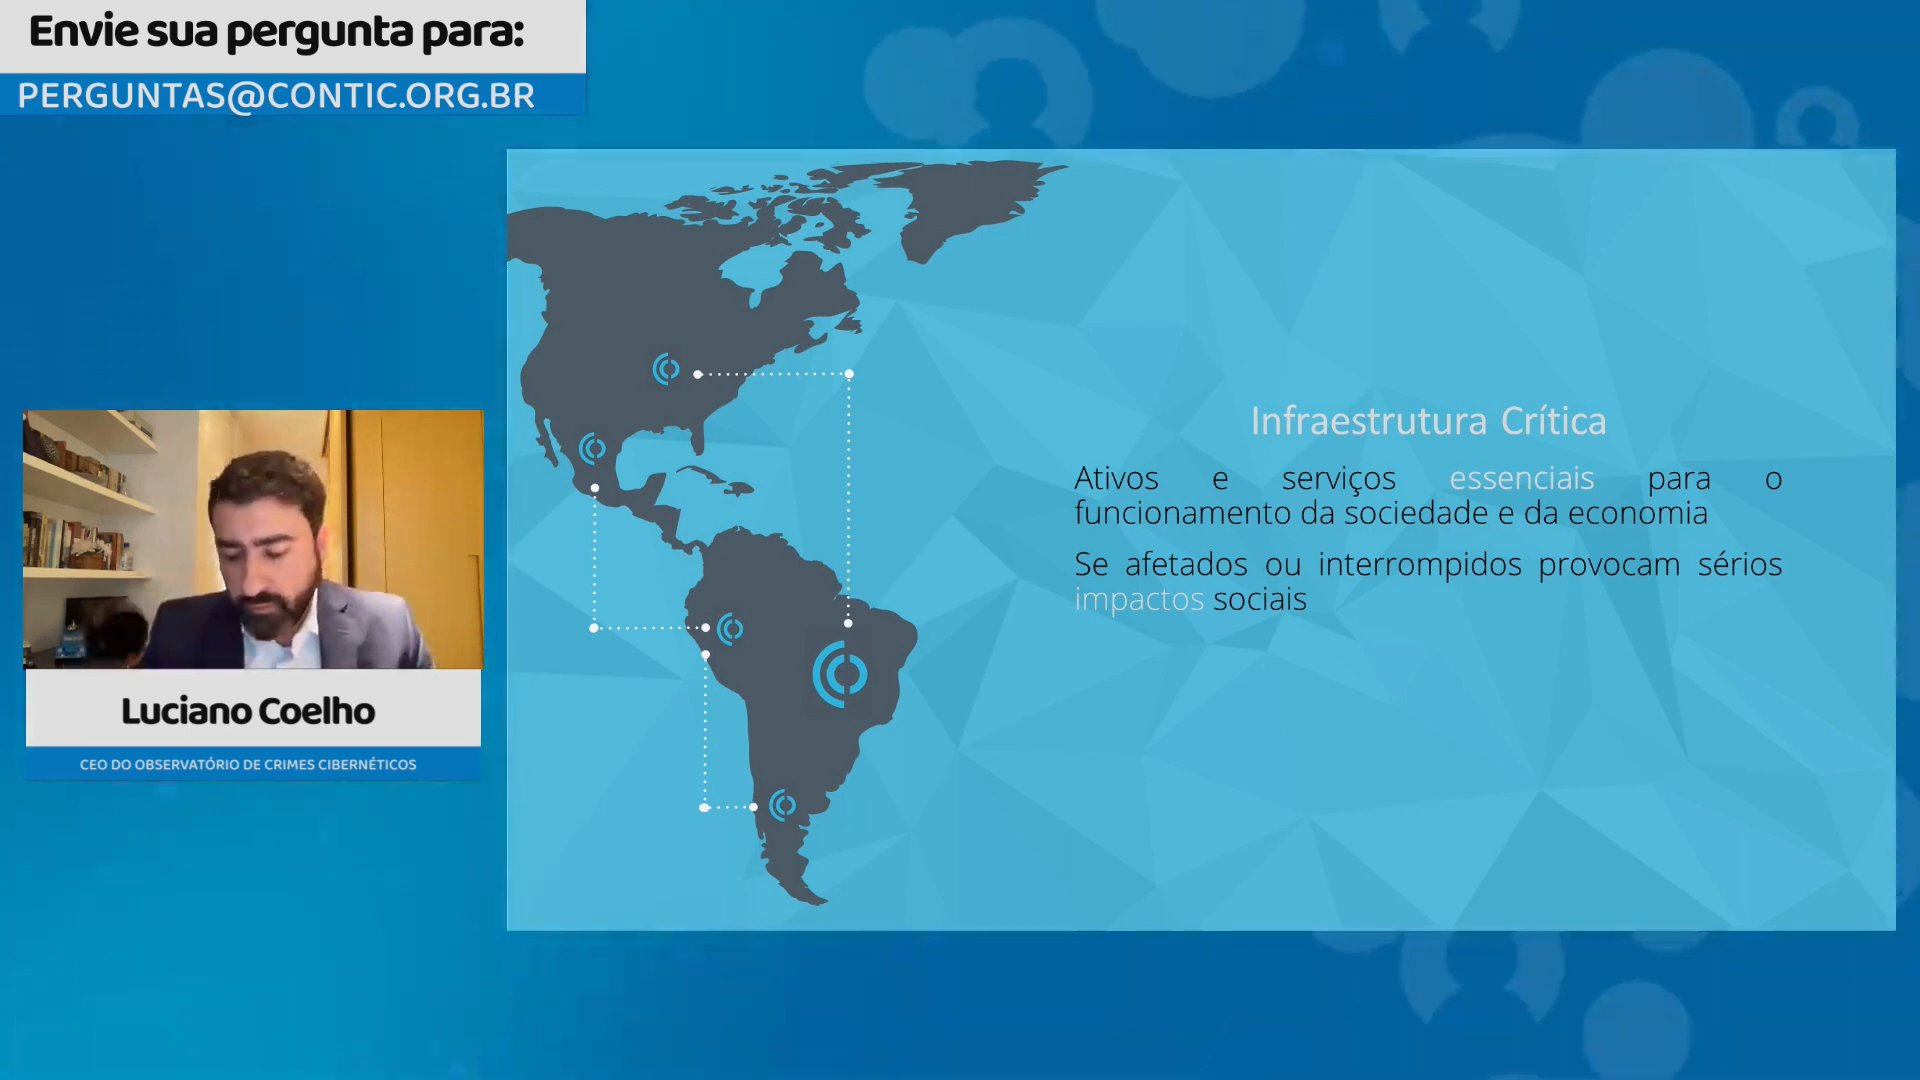 Envie sua pergunta para:
PERGUNTAS@CONTIC.ORG.BR
Infraestrutura Crítica
Ativos e serviços essenciais para o
funcionamento da sociedade e da economia
Se afetados ou interrompidos provocam sérios
impactos sociais
Luciano Coelho
CEO DO OBSERVATÓRIO DE CRIMES CIBERNÉTICOS